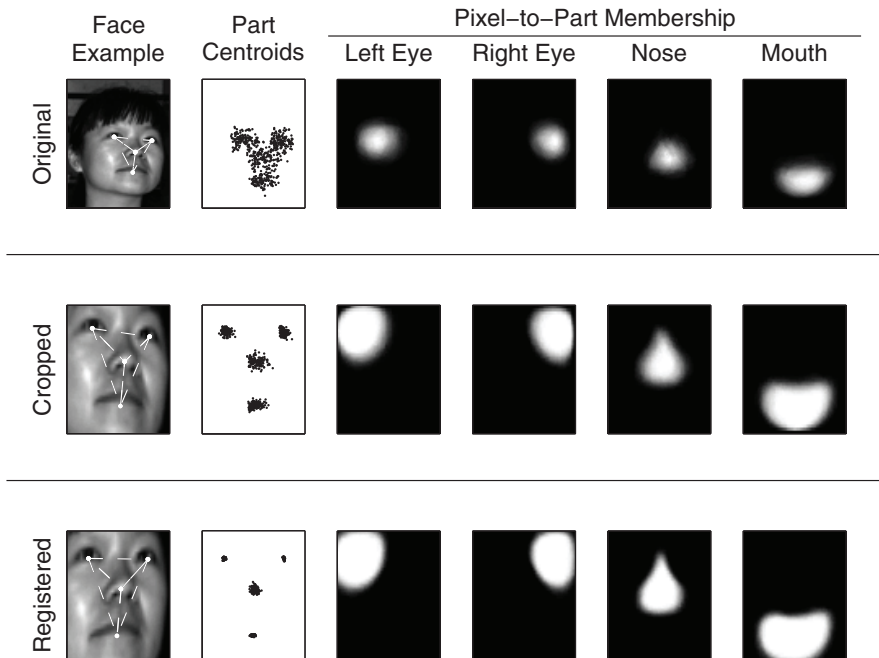 Face Example
Part Centroids
Pixel–to–Part Membership
Left Eye
Right Eye
Nose
Mouth
Original
Cropped
Registered